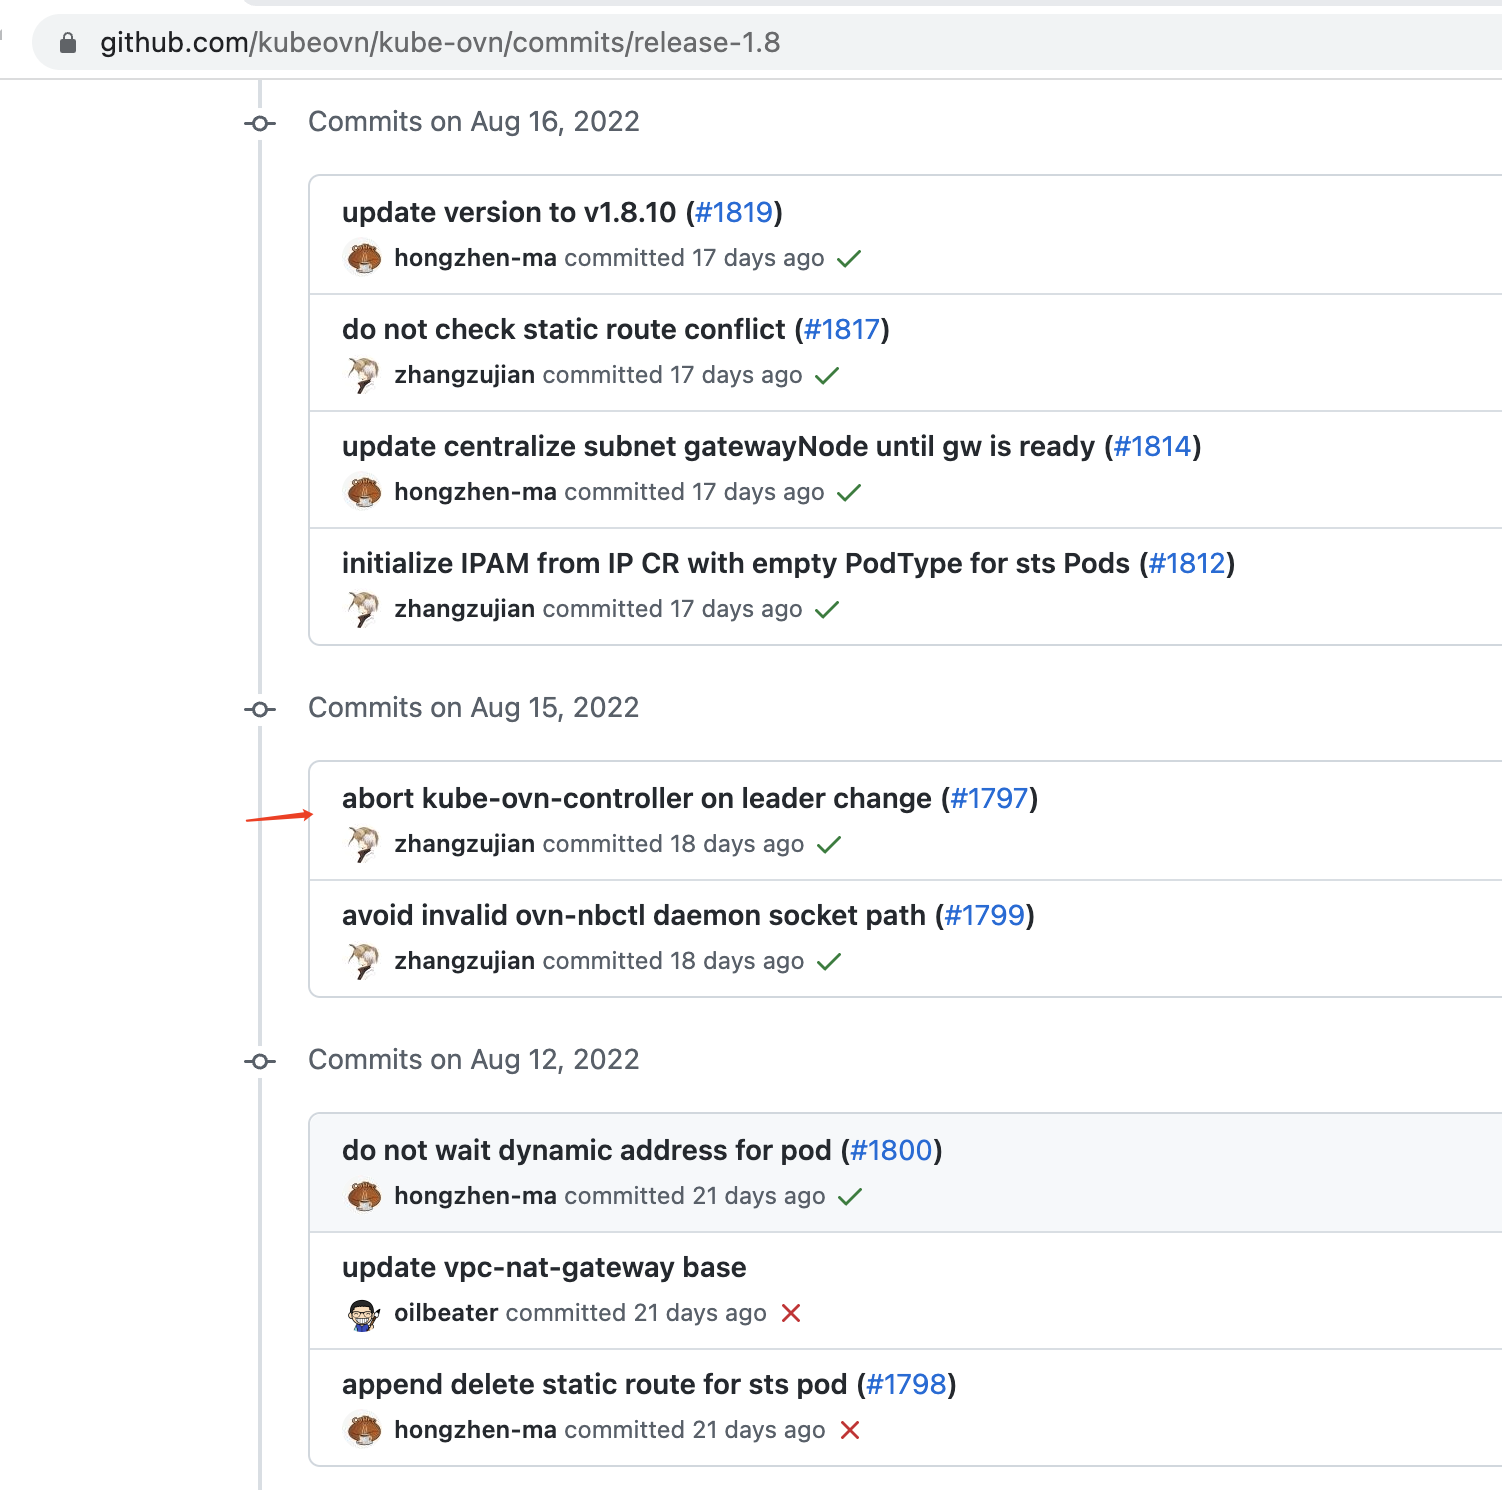 github.com/kubeovn/kube-ovn/commits/release-1.8
Commits on Aug 16, 2022
update version to v1.8.10 (#1819)
hongzhen-ma committed 17 days ago
do not check static route conflict (#1817)
zhangzujian committed 17 days ago
update centralize subnet gatewayNode until gw is ready (#1814)
hongzhen-ma committed 17 days ago
initialize IPAM from IP CR with empty PodType for sts Pods (#1812)
zhangzujian committed 17 days ago
Commits on Aug 15, 2022
abort kube-ovn-controller on leader change (#1797)
zhangzujian committed 18 days ago
avoid invalid ovn-nbctl daemon socket path (#1799)
zhangzujian committed 18 days ago
Commits on Aug 12, 2022
do not wait dynamic address for pod (#1800)
hongzhen-ma committed 21 days ago
update vpc-nat-gateway base
oilbeater committed 21 days ago
append delete static route for sts pod (#1798)
hongzhen-ma committed 21 days ago